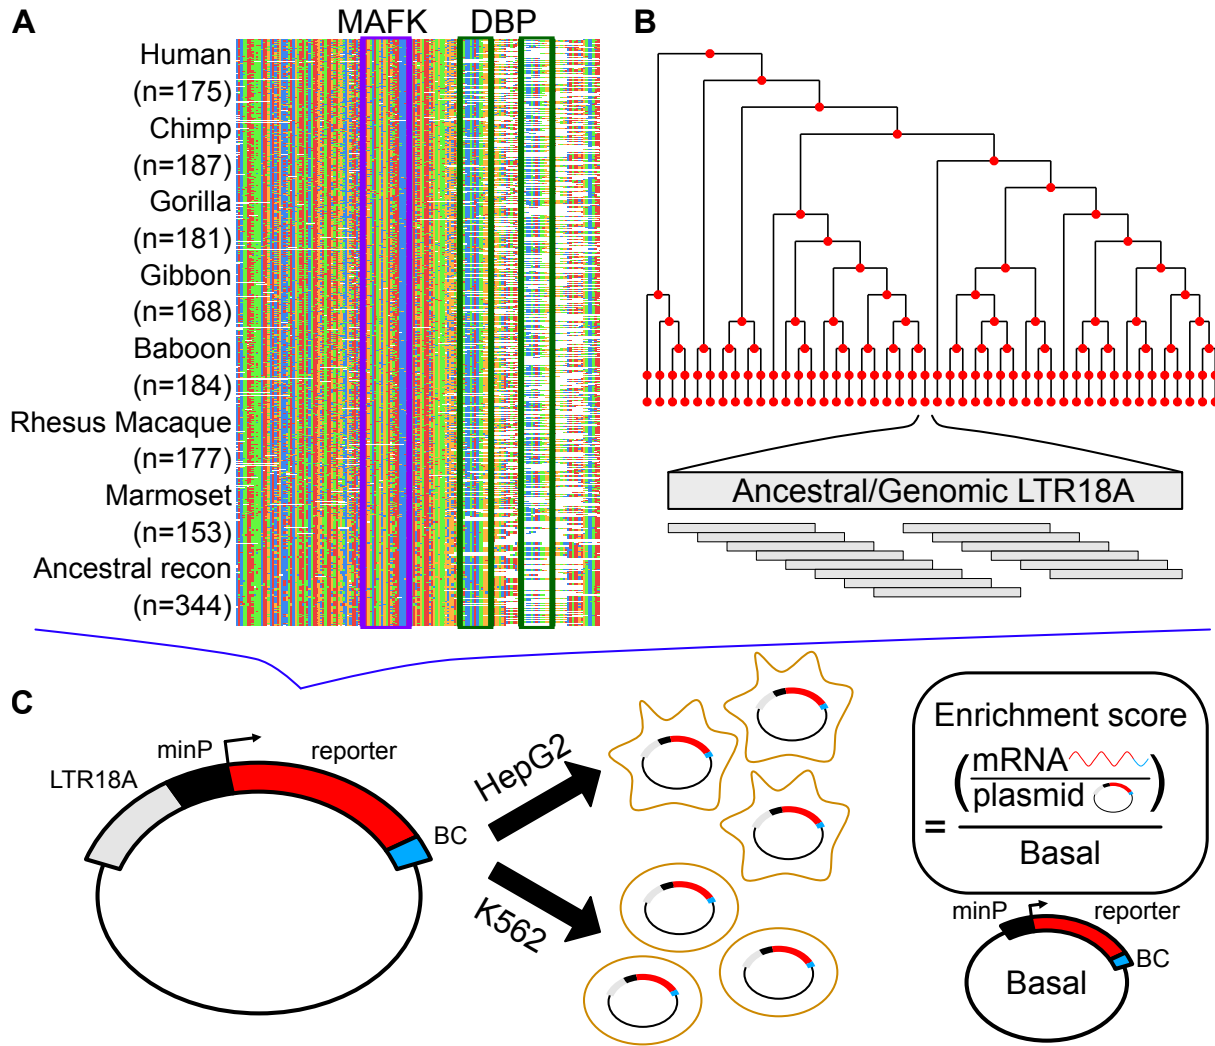 A
MAFK
DBP
Human
(n=175)
Chimp
(n=187)
Gorilla
(n=181)
Gibbon
(n=168)
Baboon
(n=184)
Rhesus Macaque
(n=177)
Marmoset
(n=153)
Ancestral recon
(n=344)
B
Ancestral/Genomic LTR18A
C
LTR18A
minP
reporter
BC
HepG2
K562
Enrichment score
= (mRNA
plasmid)
Basal
minP
reporter
BC
Basal